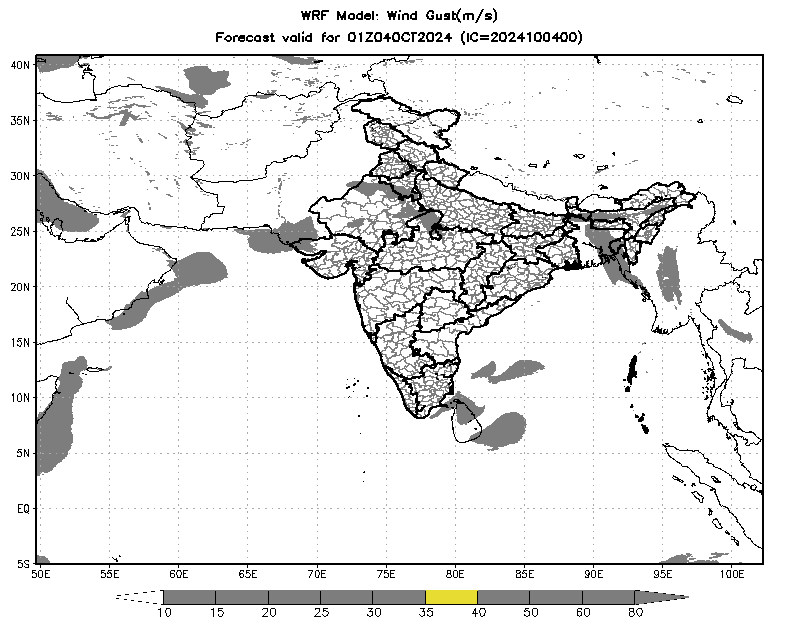 WRF Model: Wind Gust(m/s)
Forecast valid for 01Z04OCT2024 (IC=2024100400)
40N
35N
30N
25N
20N
15N
10N
5N
EQ
5S
50E 55E 60E 65E 70E 75E 80E 85E 90E 95E 100E
10 15 20 25 30 35 40 50 60 80